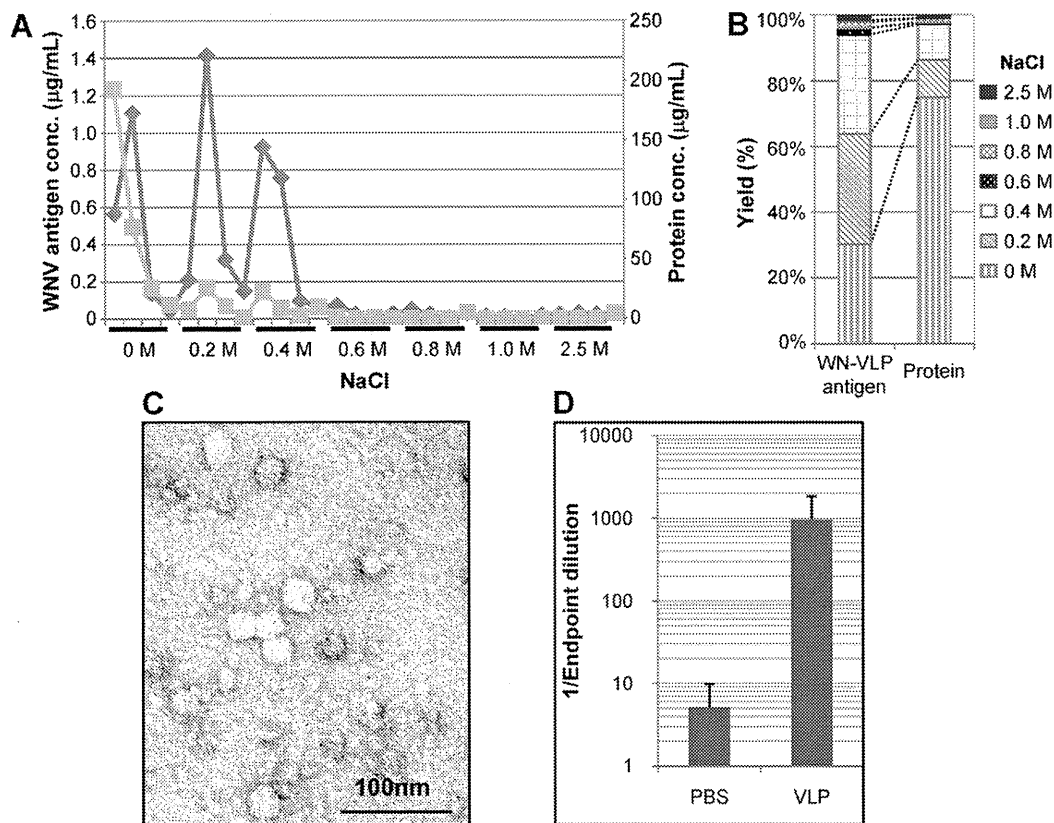 A
WNV antigen conc. (µg/mL)
1.6
1.4
1.2
1.0
0.8
0.6
0.4
0.2
0
250
200
150
100
50
0
Protein conc. (µg/mL)
0 M 0.2 M 0.4 M 0.6 M 0.8 M 1.0 M 2.5 M
NaCl
B
Yield (%)
100%
80%
60%
40%
20%
0%
WN-VLP antigen
Protein
NaCl
2.5 M
1.0 M
0.8 M
0.6 M
0.4 M
0.2 M
0 M
C
100nm
D
1/Endpoint dilution
10000
1000
100
10
1
PBS VLP